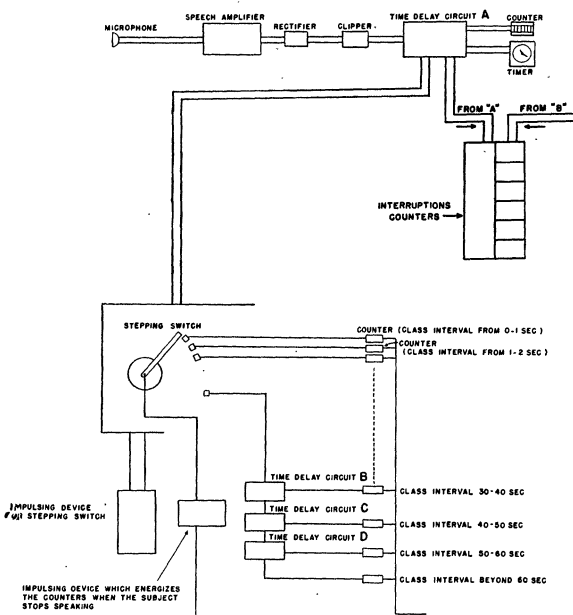 SPEECH AMPLIFIER
TIME DELAY CIRCUIT A
COUNTER
MICROPHONE
RECTIFIER
CLIPPER
TIMER
FROM "A"
FROM "B"
INTERRUPTIONS
COUNTERS
STEPPING SWITCH
COUNTER (CLASS INTERVAL FROM 0-1 SEC)
COUNTER
(CLASS INTERVAL FROM 1-2 SEC)
TIME DELAY CIRCUIT B
CLASS INTERVAL 30-40 SEC
TIME DELAY CIRCUIT C
CLASS INTERVAL 40-50 SEC
TIME DELAY CIRCUIT D
CLASS INTERVAL 50-60 SEC
CLASS INTERVAL BEYOND 60 SEC
IMPULSING DEVICE
STEPPING SWITCH
IMPULSING DEVICE WHICH ENERGIZES
THE COUNTERS WHEN THE SUBJECT
STOPS SPEAKING